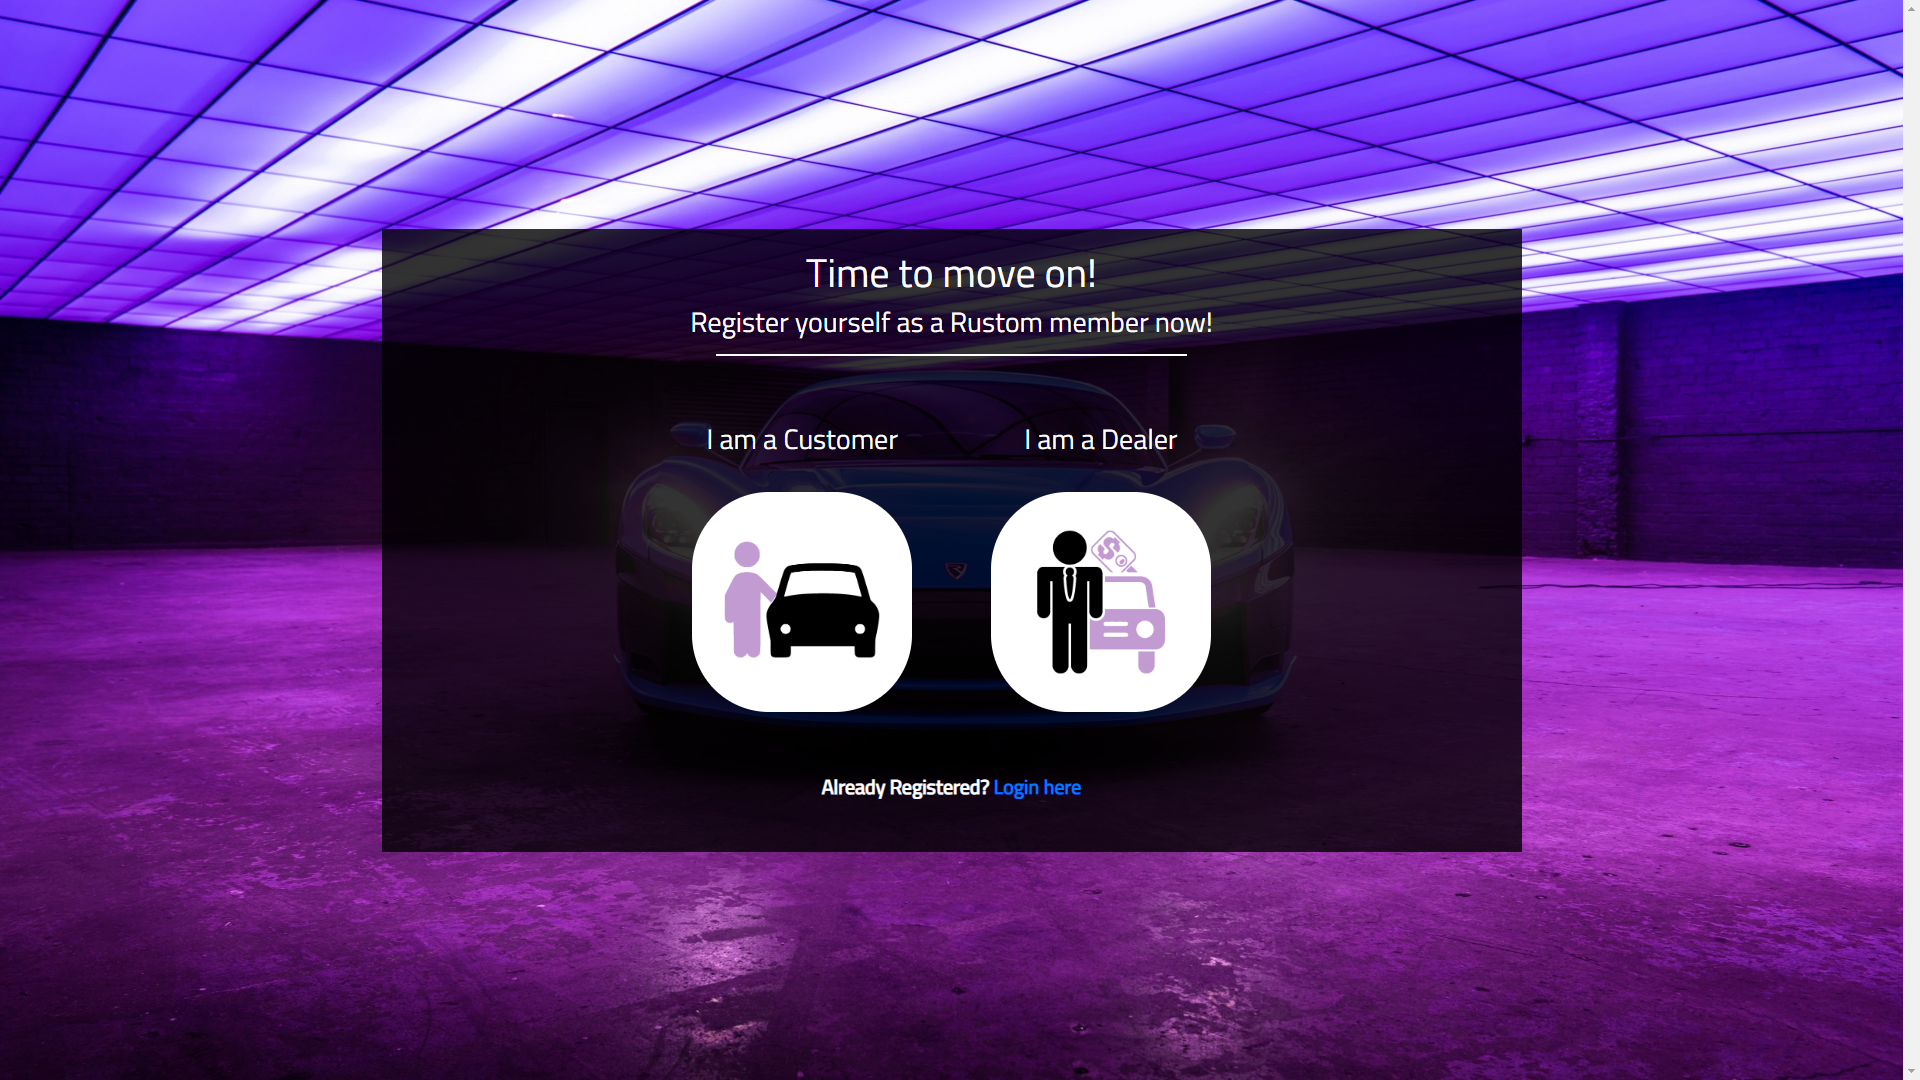 Time to move on!
Register yourself as a Rustom member now!
I am a Customer
I am a Dealer
Already Registered? Login here